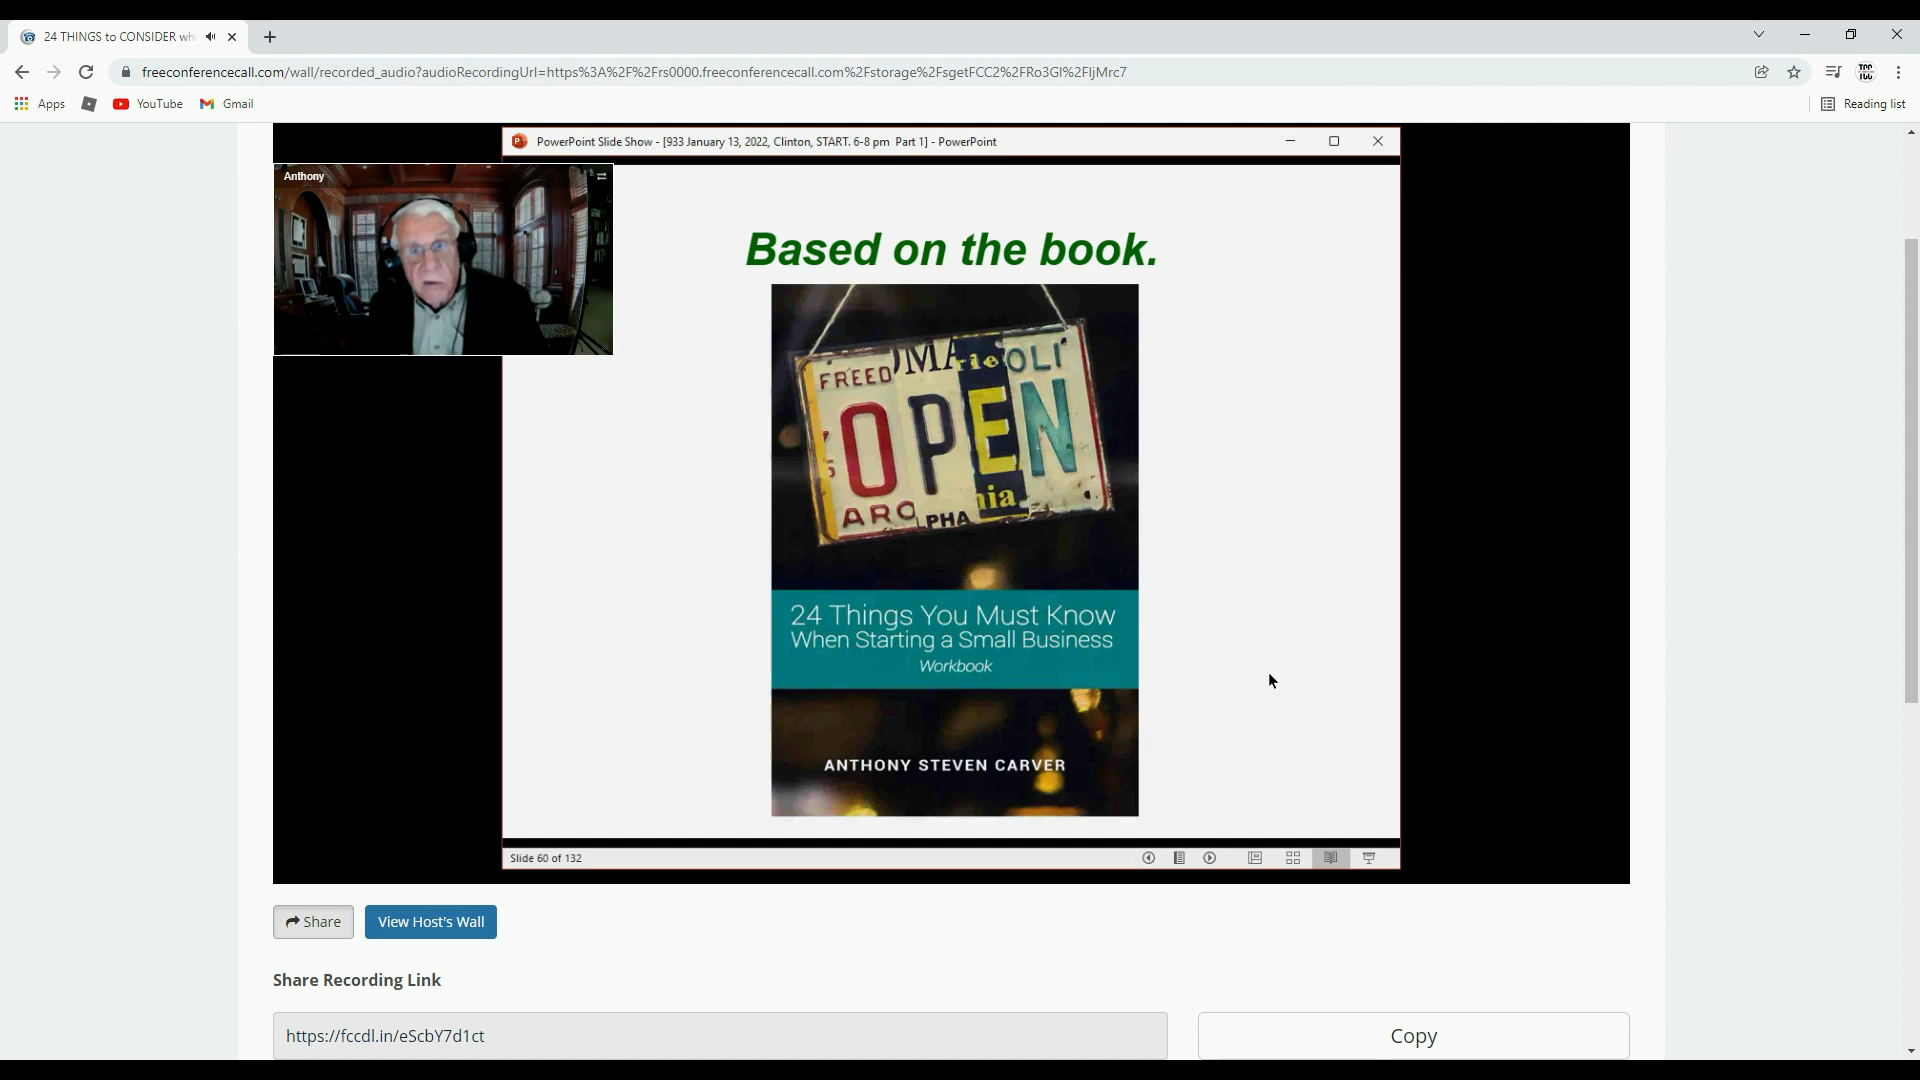 24 THINGS to CONSIDER wh
freeconferencecall.com/wall/recorded_audio?audioRecordingUrl=https%3A%2F%2Frs0000.freeconferencecall.com%2Fstorage%2FsgetFCC2%2FRo3GI%2FIjMrc7
Apps
YouTube
Gmail
Reading list
PowerPoint Slide Show - [933 January 13, 2022, Clinton, START. 6-8 pm Part 1] - PowerPoint
Anthony
Based on the book.
FREED
OMA
rie
OLI
OPEN
ARO
PHA
nia
24 Things You Must Know
When Starting a Small Business
Workbook
ANTHONY STEVEN CARVER
Slide 60 of 132
Share
View Host's Wall
Share Recording Link
https://fccdl.in/eScbY7d1ct
Copy